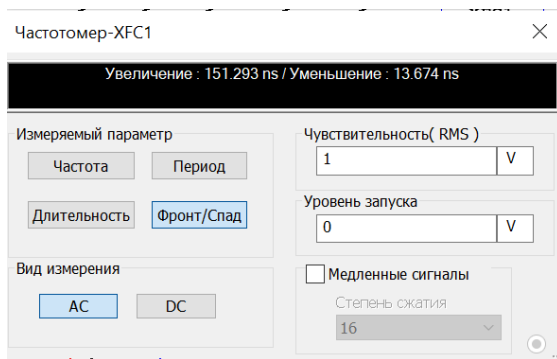 Частотомер-XFC1
Увеличение : 151.293 ns / Уменьшение : 13.674 ns
Измеряемый параметр
Частота
Период
Длительность
Фронт/Спад
Вид измерения
AC
DC
Чувствительность( RMS )
1
V
Уровень запуска
0
V
Медленные сигналы
Степень сжатия
16